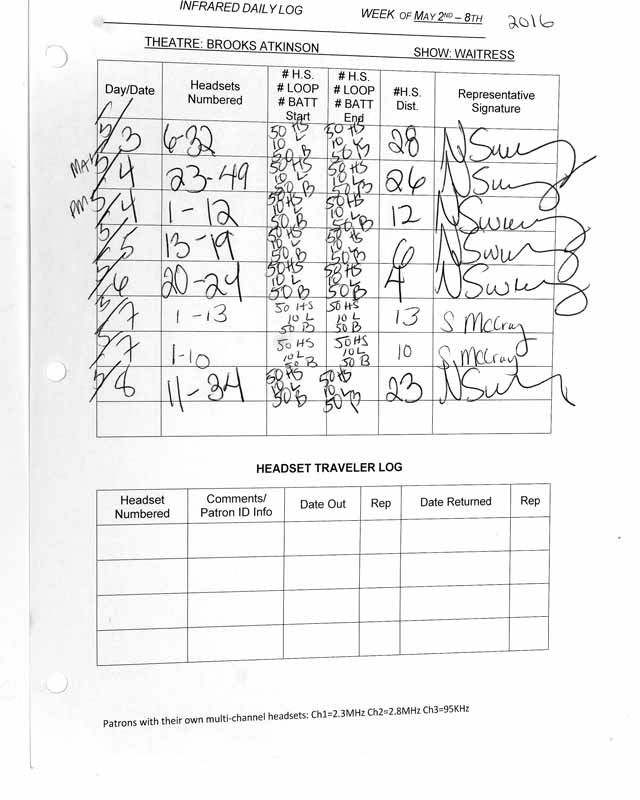 INFRARED DAILY LOG WEEK OF MAY 2ND – 8TH 2016
THEATRE: BROOKS ATKINSON SHOW: WAITRESS
Day/Date Headsets Numbered # H.S. # LOOP # BATT Start # H.S. # LOOP # BATT End #H.S. Dist. Representative Signature
5/3 6-32 50 HS 10 L 50 B 50 HS 10 L 50 B 28
MAT 5/4 23-49 50 HS 10 L 50 B 50 HS 10 L 50 B 26
PM 5/4 1-12 50 HS 10 L 50 B 50 HS 10 L 50 B 12
5/5 13-19 50 HS 10 L 50 B 50 HS 10 L 50 B 6
5/6 20-24 50 HS 10 L 50 B 50 HS 10 L 50 B 4
5/7 1-13 50 HS 10 L 50 B 50 HS 10 L 50 B 13 S McCray
5/7 1-10 50 HS 10 L 50 B 50 HS 10 L 50 B 10 S McCray
5/8 11-34 50 HS 10 L 50 B 50 HS 10 L 50 B 23
HEADSET TRAVELER LOG
Headset Numbered Comments/ Patron ID Info Date Out Rep Date Returned Rep
Patrons with their own multi-channel headsets: Ch1=2.3MHz Ch2=2.8MHz Ch3=95KHz